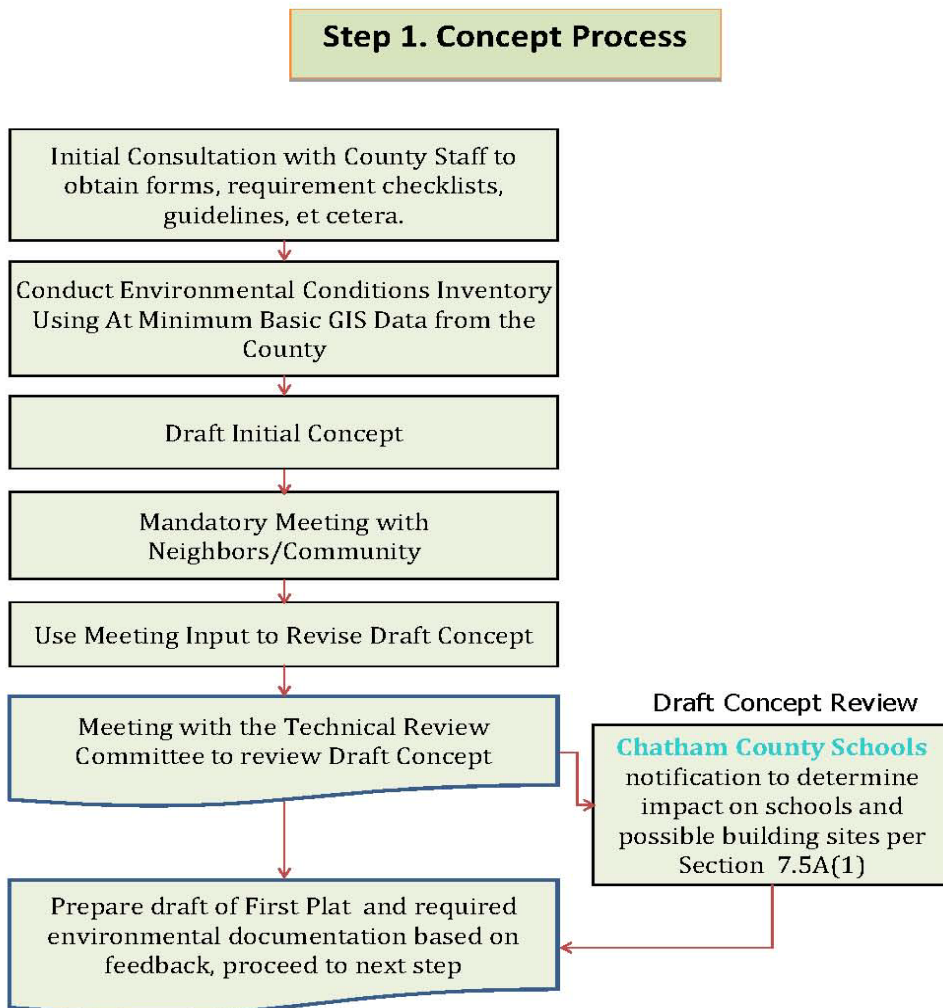 Step 1. Concept Process
Initial Consultation with County Staff to
obtain forms, requirement checklists,
guidelines, et cetera.
Conduct Environmental Conditions Inventory
Using At Minimum Basic GIS Data from the
County
Draft Initial Concept
Mandatory Meeting with
Neighbors/Community
Use Meeting Input to Revise Draft Concept
Meeting with the Technical Review
Committee to review Draft Concept
Draft Concept Review
Chatham County Schools
notification to determine
impact on schools and
possible building sites per
Section 7.5A(1)
Prepare draft of First Plat and required
environmental documentation based on
feedback, proceed to next step